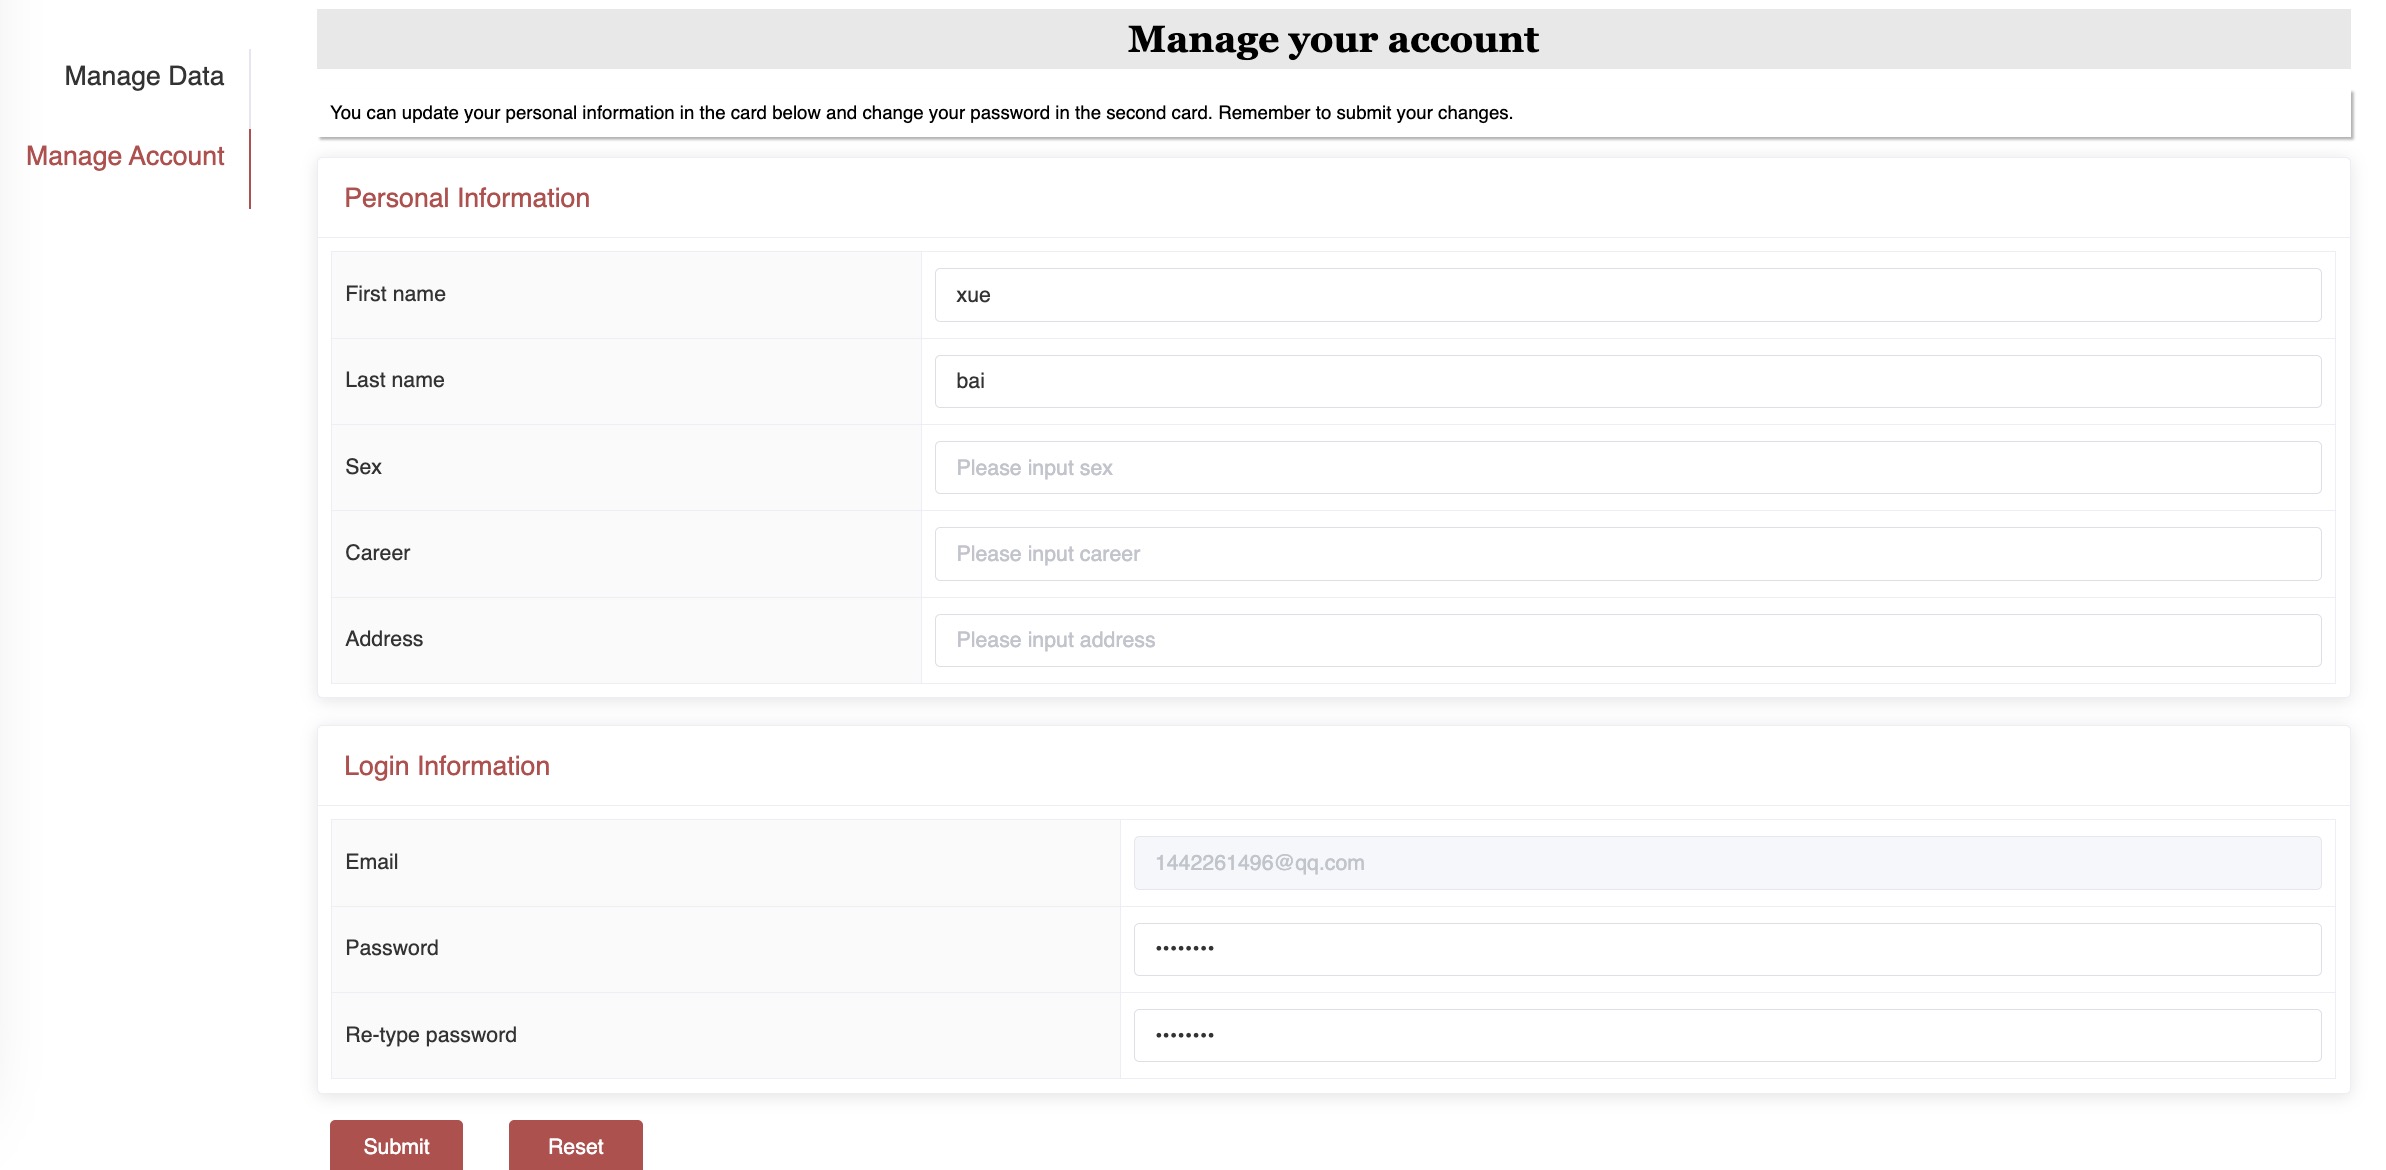 Manage Data
Manage Account
Manage your account
You can update your personal information in the card below and change your password in the second card. Remember to submit your changes.
Personal Information
First name
xue
Last name
bai
Sex
Please input sex
Career
Please input career
Address
Please input address
Login Information
Email
1442261496@qq.com
Password
••••••••
Re-type password
••••••••
Submit
Reset